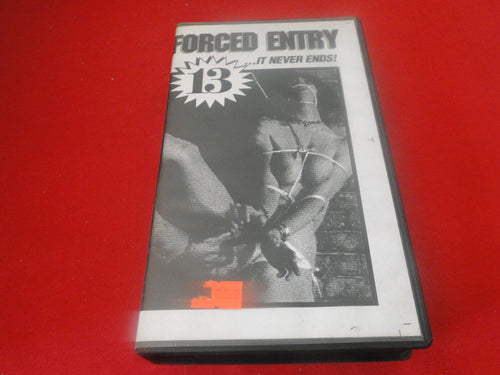 FORCED ENTRY
...IT NEVER ENDS!
13